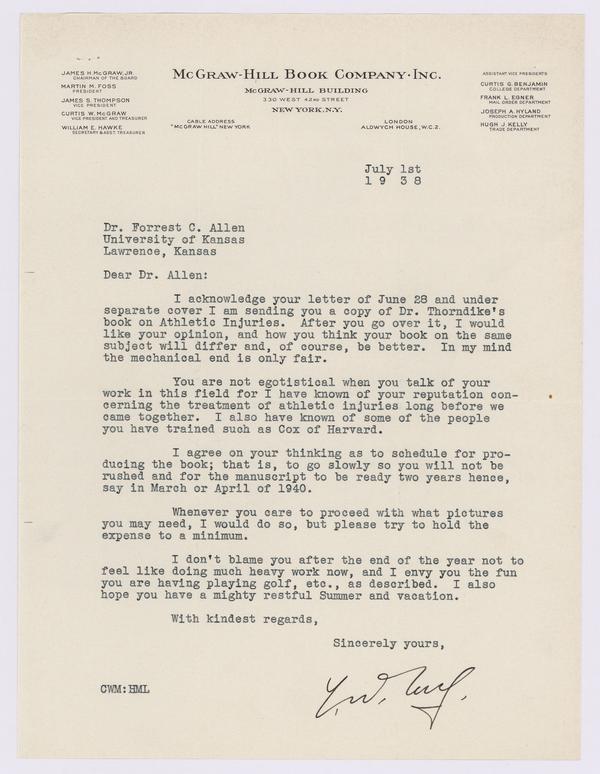 McGraw-Hill Book Company · Inc.
McGraw-Hill Building
330 West 42nd Street
New York, N.Y.
James H. McGraw, Jr.
Chairman of the Board
Martin M. Foss
President
James S. Thompson
Vice President
Curtis W. McGraw
Vice President and Treasurer
William E. Hawke
Secretary & Asst. Treasurer
Cable Address
"McGraw Hill" New York
London
Aldwych House, W.C.2.
Assistant Vice Presidents
Curtis G. Benjamin
College Department
Frank L. Egner
Mail Order Department
Joseph A. Hyland
Production Department
Hugh J. Kelly
Trade Department
July 1st
1 9 3 8
Dr. Forrest C. Allen
University of Kansas
Lawrence, Kansas
Dear Dr. Allen:
I acknowledge your letter of June 28 and under
separate cover I am sending you a copy of Dr. Thorndike's
book on Athletic Injuries. After you go over it, I would
like your opinion, and how you think your book on the same
subject will differ and, of course, be better. In my mind
the mechanical end is only fair.
You are not egotistical when you talk of your
work in this field for I have known of your reputation con-
cerning the treatment of athletic injuries long before we
came together. I also have known of some of the people
you have trained such as Cox of Harvard.
I agree on your thinking as to schedule for pro-
ducing the book; that is, to go slowly so you will not be
rushed and for the manuscript to be ready two years hence,
say in March or April of 1940.
Whenever you care to proceed with what pictures
you may need, I would do so, but please try to hold the
expense to a minimum.
I don't blame you after the end of the year not to
feel like doing much heavy work now, and I envy you the fun
you are having playing golf, etc., as described. I also
hope you have a mighty restful Summer and vacation.
With kindest regards,
Sincerely yours,
CWM:HML